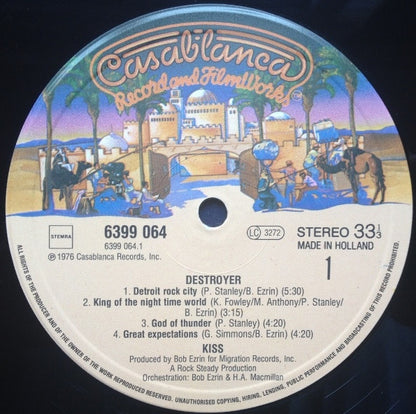 Casablanca
Record and FilmWorks
STEMRA
6399 064
6399 064.1
℗ 1976 Casablanca Records, Inc.
LC 3272
STEREO 33 1/3
MADE IN HOLLAND
1
DESTROYER
1 Detroit rock city (P. Stanley/B. Ezrin) (5:30)
2 King of the night time world (K. Fowley/M. Anthony/P. Stanley/
B. Ezrin) (3:15)
3 God of thunder (P. Stanley) (4:20)
4 Great expectations (G. Simmons/B. Ezrin) (4:20)
KISS
Produced by Bob Ezrin for Migration Records, Inc.
A Rock Steady Production
Orchestration: Bob Ezrin & H.A. Macmillan
ALL RIGHTS OF THE PRODUCER AND OF THE OWNER OF THE WORK REPRODUCED RESERVED. UNAUTHORISED COPYING, HIRING, LENDING, PUBLIC PERFORMANCE AND BROADCASTING OF THIS RECORD PROHIBITED.